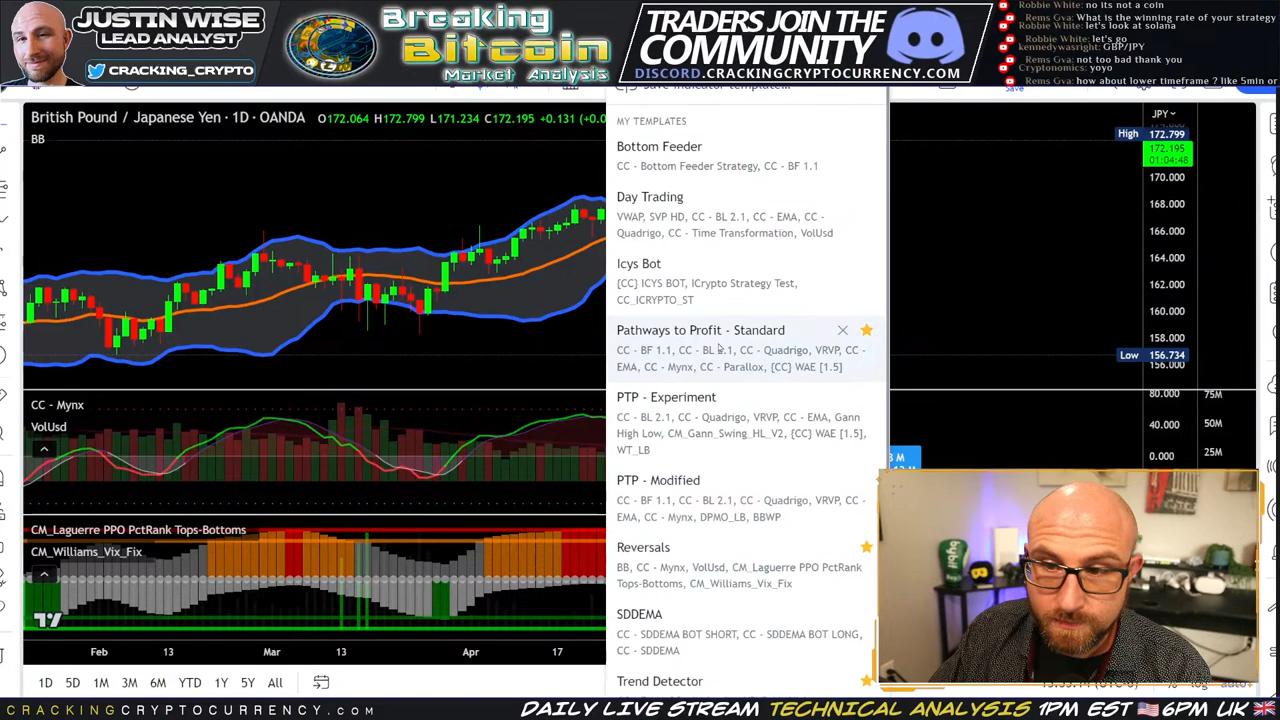 JUSTIN WISE
LEAD ANALYST
CRACKING_CRYPTO
Breaking
Bitcoin
Market Analysis
TRADERS JOIN THE
COMMUNITY
DISCORD.CRACKINGCRYPTOCURRENCY.COM
Robbie White: no its not a coin
Rems Gva: What is the winning rate of your strategy
Robbie White: let's look at solana
Robbie White: let's go
kennedywasright: GBP/JPY
Rems Gva: not too bad thank you
Cryptonomics: yoyo
Rems Gva: how about lower timeframe ? like 5min or
Save
British Pound / Japanese Yen · 1D · OANDA O172.064 H172.799 L171.234 C172.195 +0.131 (+0.0
BB
Save indicator template...
MY TEMPLATES
Bottom Feeder
CC - Bottom Feeder Strategy, CC - BF 1.1
Day Trading
VWAP, SVP HD, CC - BL 2.1, CC - EMA, CC -
Quadrigo, CC - Time Transformation, VolUsd
Icys Bot
[CC] ICYS BOT, ICrypto Strategy Test,
CC_ICRYPTO_ST
Pathways to Profit - Standard
CC - BF 1.1, CC - BL 2.1, CC - Quadrigo, VRVP, CC -
EMA, CC - Mynx, CC - Parallox, {CC} WAE [1.5]
PTP - Experiment
CC - BL 2.1, CC - Quadrigo, VRVP, CC - EMA, Gann
High Low, CM_Gann_Swing_HL_V2, {CC} WAE [1.5],
WT_LB
PTP - Modified
CC - BF 1.1, CC - BL 2.1, CC - Quadrigo, VRVP, CC -
EMA, CC - Mynx, DPMO_LB, BBWP
Reversals
BB, CC - Mynx, VolUsd, CM_Laguerre PPO PctRank
Tops-Bottoms, CM_Williams_Vix_Fix
SDDEMA
CC - SDDEMA BOT SHORT, CC - SDDEMA BOT LONG,
CC - SDDEMA
Trend Detector
JPY
High 172.799
172.195
01:04:48
170.000
168.000
166.000
164.000
162.000
160.000
158.000
Low 156.734
156.000
80.000 75M
40.000 50M
0.000 25M
CC - Mynx
VolUsd
CM_Laguerre PPO PctRank Tops-Bottoms
CM_Williams_Vix_Fix
Feb 13 Mar 13 Apr 17
1D 5D 1M 3M 6M YTD 1Y 5Y All
% log auto
bybit
CRACKINGCRYPTOCURRENCY.COM
DAILY LIVE STREAM TECHNICAL ANALYSIS 1PM EST 6PM UK